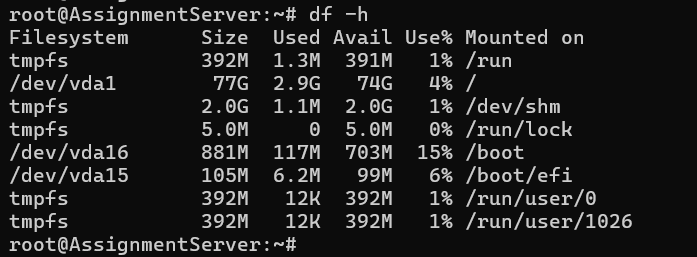 root@AssignmentServer:~# df -h
Filesystem      Size  Used Avail Use% Mounted on
tmpfs           392M  1.3M  391M   1% /run
/dev/vda1        77G  2.9G   74G   4% /
tmpfs           2.0G  1.1M  2.0G   1% /dev/shm
tmpfs           5.0M     0  5.0M   0% /run/lock
/dev/vda16      881M  117M  703M  15% /boot
/dev/vda15      105M  6.2M   99M   6% /boot/efi
tmpfs           392M   12K  392M   1% /run/user/0
tmpfs           392M   12K  392M   1% /run/user/1026
root@AssignmentServer:~#